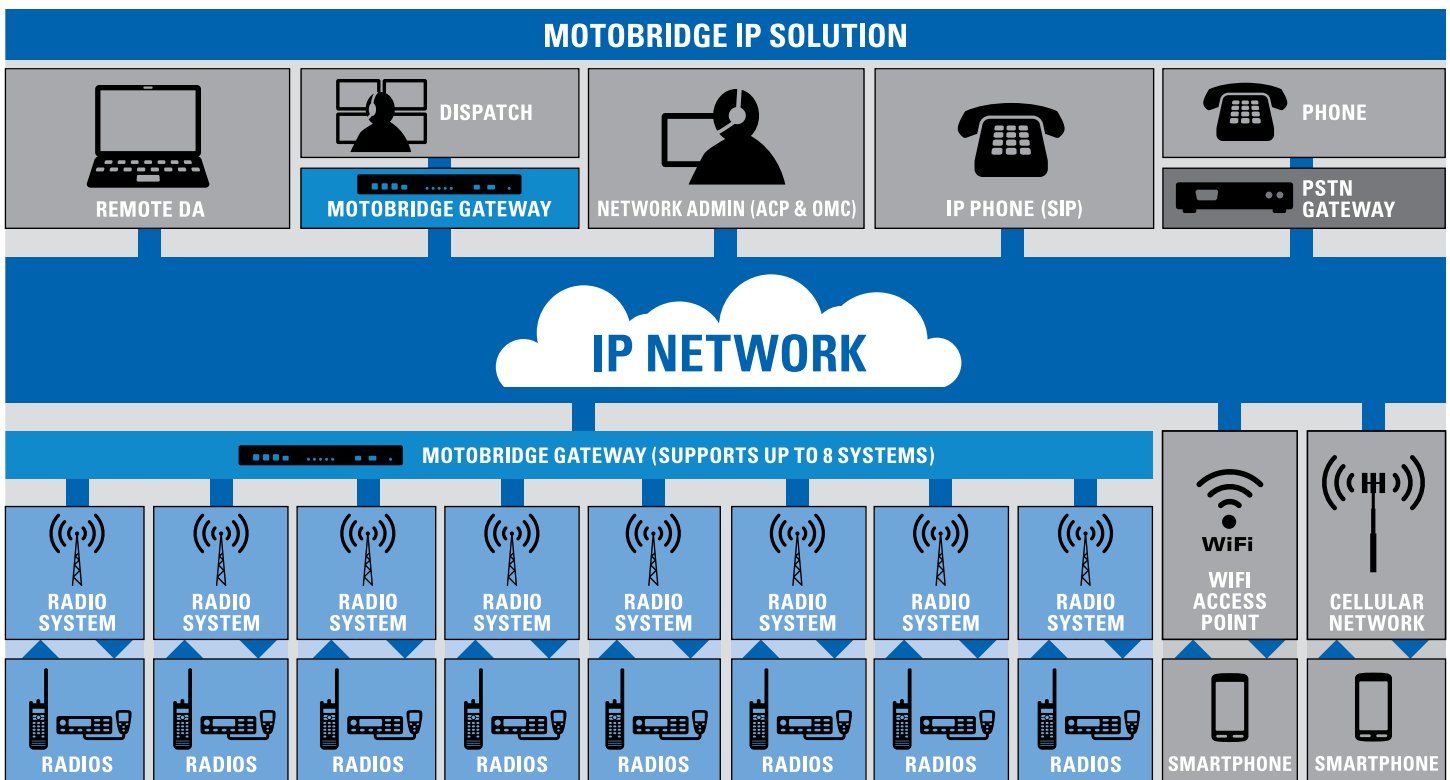 MOTOBRIDGE IP SOLUTION
REMOTE DA
DISPATCH
MOTOBRIDGE GATEWAY
NETWORK ADMIN (ACP & OMC)
IP PHONE (SIP)
PHONE
PSTN
GATEWAY
IP NETWORK
MOTOBRIDGE GATEWAY (SUPPORTS UP TO 8 SYSTEMS)
RADIO
SYSTEM
RADIO
SYSTEM
RADIO
SYSTEM
RADIO
SYSTEM
RADIO
SYSTEM
RADIO
SYSTEM
RADIO
SYSTEM
RADIO
SYSTEM
WiFi
WIFI
ACCESS
POINT
CELLULAR
NETWORK
RADIOS
RADIOS
RADIOS
RADIOS
RADIOS
RADIOS
RADIOS
RADIOS
SMARTPHONE
SMARTPHONE